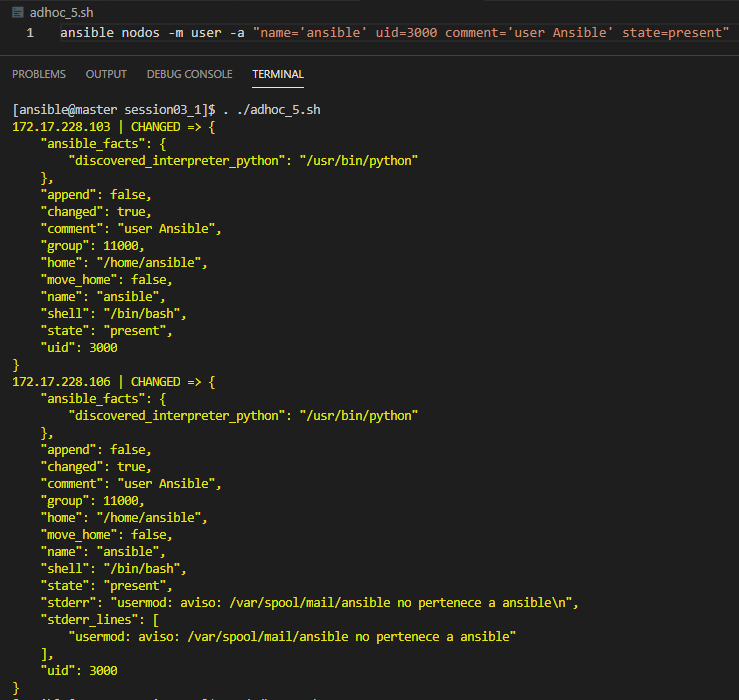 adhoc_5.sh
1 ansible nodos -m user -a "name='ansible' uid=3000 comment='user Ansible' state=present"
PROBLEMS OUTPUT DEBUG CONSOLE TERMINAL
[ansible@master session03_1]$ . ./adhoc_5.sh
172.17.228.103 | CHANGED => {
    "ansible_facts": {
        "discovered_interpreter_python": "/usr/bin/python"
    },
    "append": false,
    "changed": true,
    "comment": "user Ansible",
    "group": 11000,
    "home": "/home/ansible",
    "move_home": false,
    "name": "ansible",
    "shell": "/bin/bash",
    "state": "present",
    "uid": 3000
}
172.17.228.106 | CHANGED => {
    "ansible_facts": {
        "discovered_interpreter_python": "/usr/bin/python"
    },
    "append": false,
    "changed": true,
    "comment": "user Ansible",
    "group": 11000,
    "home": "/home/ansible",
    "move_home": false,
    "name": "ansible",
    "shell": "/bin/bash",
    "state": "present",
    "stderr": "usermod: aviso: /var/spool/mail/ansible no pertenece a ansible\n",
    "stderr_lines": [
        "usermod: aviso: /var/spool/mail/ansible no pertenece a ansible"
    ],
    "uid": 3000
}